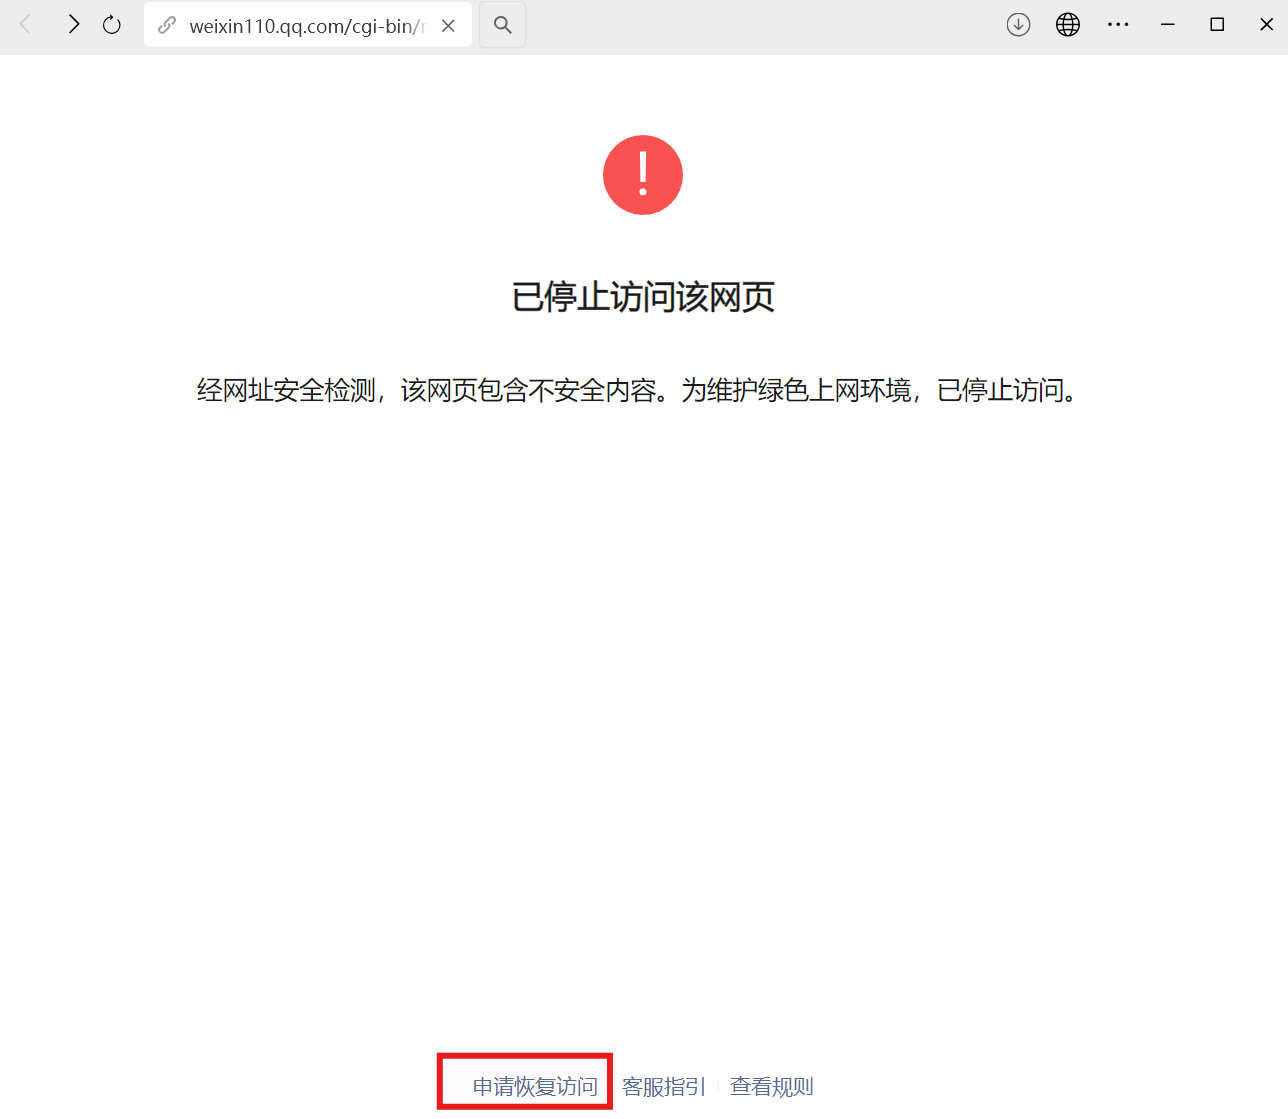 weixin110.qq.com/cgi-bin/
已停止访问该网页
经网址安全检测，该网页包含不安全内容。为维护绿色上网环境，已停止访问。
申请恢复访问 客服指引 查看规则